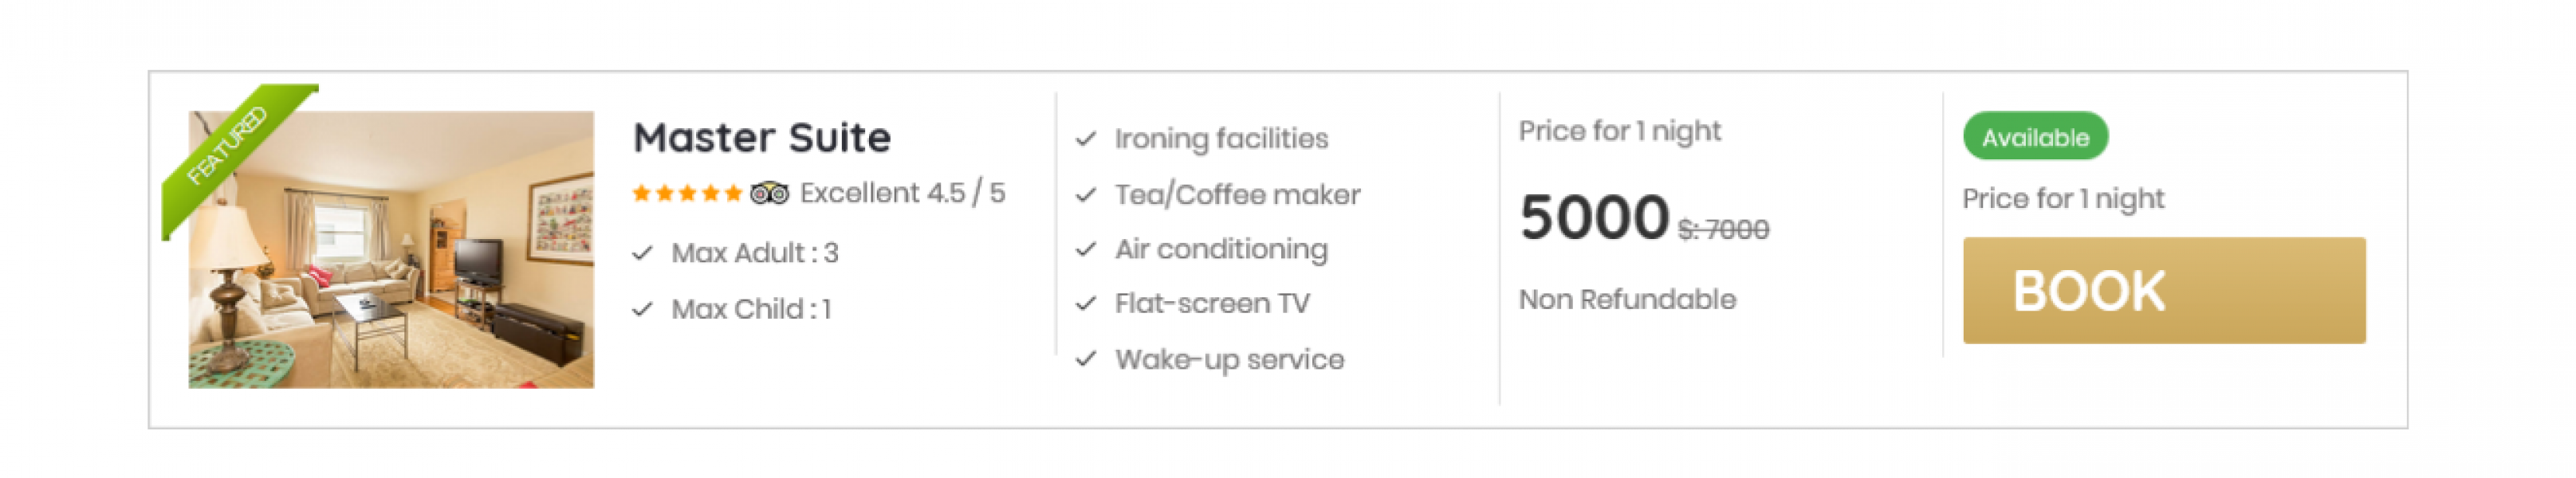 FEATURED
Master Suite
Excellent 4.5 / 5
Max Adult : 3
Max Child : 1
Ironing facilities
Tea/Coffee maker
Air conditioning
Flat-screen TV
Wake-up service
Price for 1 night
5000 $: 7000
Non Refundable
Available
Price for 1 night
BOOK